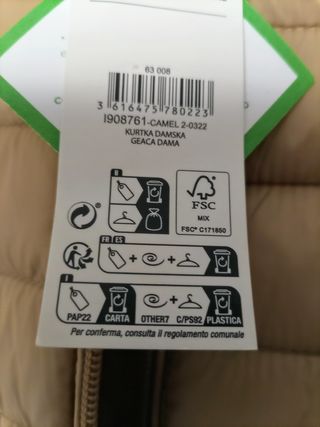 63 008
3 616475 780223
I908761-CAMEL 2-0322
KURTKA DAMSKA
GEACA DAMA
FSC
MIX
FSC® C171850
FR | ES
PAP22
CARTA
OTHER7
C/PS92
PLASTICA
Per conferma, consulta il regolamento comunale